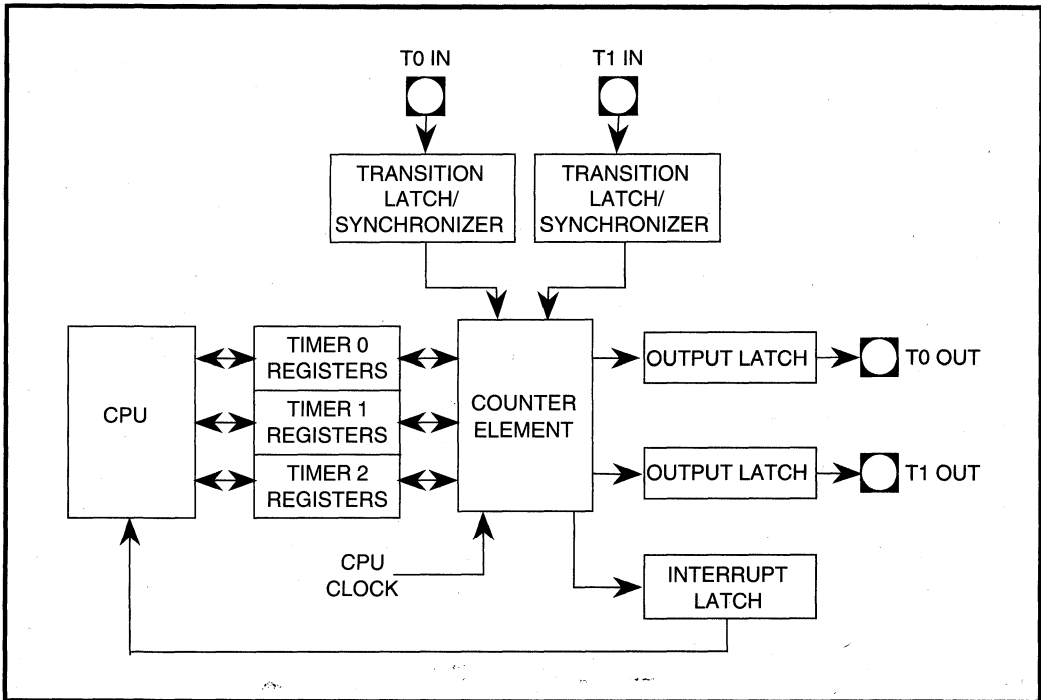 T0 IN
T1 IN
TRANSITION
LATCH/
SYNCHRONIZER
TRANSITION
LATCH/
SYNCHRONIZER
CPU
TIMER 0
REGISTERS
TIMER 1
REGISTERS
TIMER 2
REGISTERS
COUNTER
ELEMENT
OUTPUT LATCH
T0 OUT
OUTPUT LATCH
T1 OUT
CPU
CLOCK
INTERRUPT
LATCH